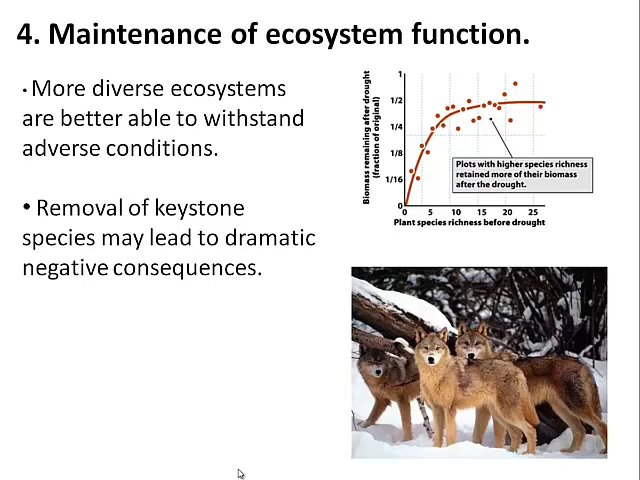 4. Maintenance of ecosystem function.
• More diverse ecosystems
are better able to withstand
adverse conditions.
• Removal of keystone
species may lead to dramatic
negative consequences.
Biomass remaining after drought
(fraction of original)
1
1/2
1/4
1/8
1/16
0
Plots with higher species richness
retained more of their biomass
after the drought.
0 5 10 15 20 25
Plant species richness before drought